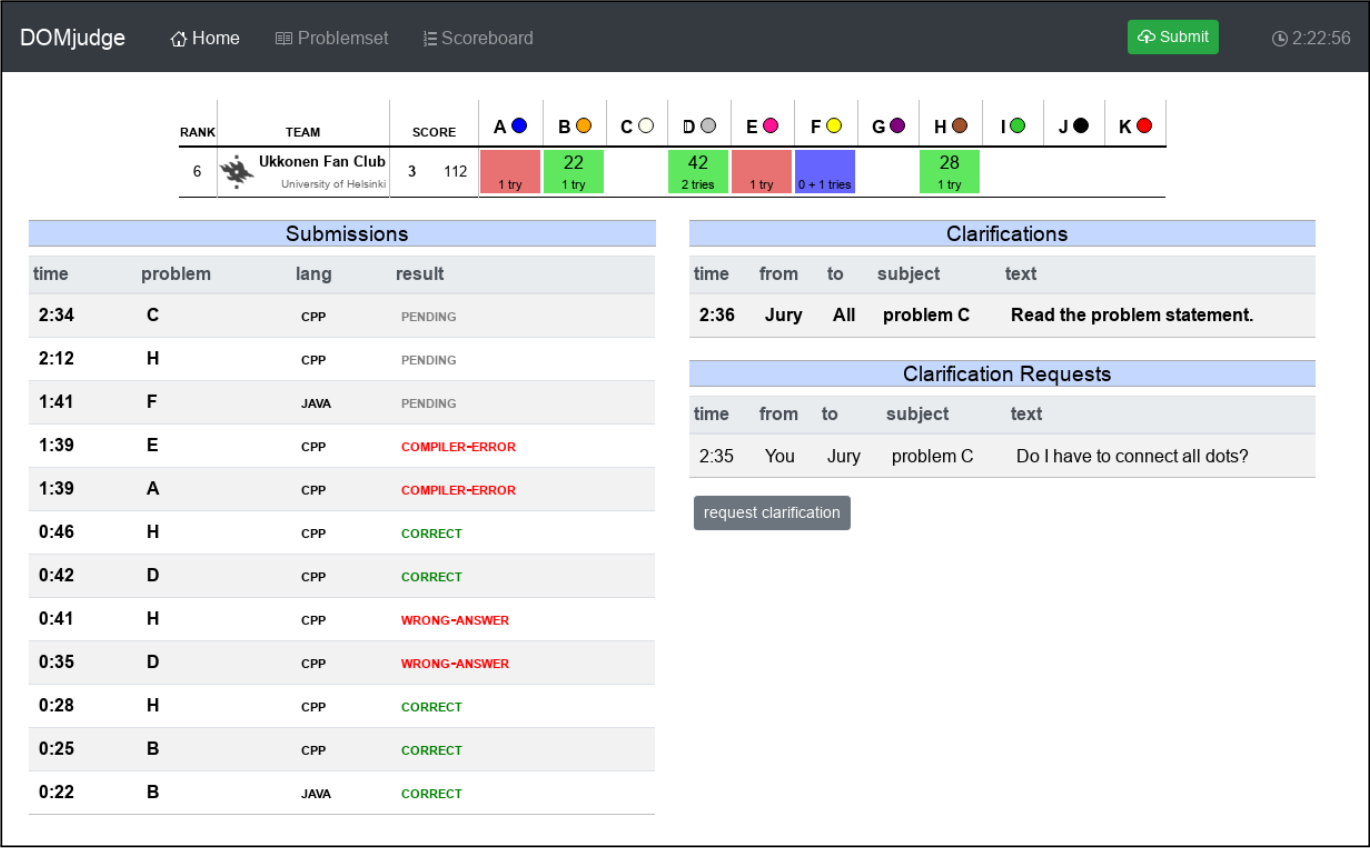 DOMjudge Home Problemset Scoreboard Submit 2:22:56
RANK TEAM SCORE A B C D E F G H I J K
6 Ukkonen Fan Club 3 112 22 42 28
University of Helsinki 1 try 1 try 2 tries 1 try 0 + 1 tries 1 try
Submissions
time problem lang result
2:34 C CPP PENDING
2:12 H CPP PENDING
1:41 F JAVA PENDING
1:39 E CPP COMPILER-ERROR
1:39 A CPP COMPILER-ERROR
0:46 H CPP CORRECT
0:42 D CPP CORRECT
0:41 H CPP WRONG-ANSWER
0:35 D CPP WRONG-ANSWER
0:28 H CPP CORRECT
0:25 B CPP CORRECT
0:22 B JAVA CORRECT
Clarifications
time from to subject text
2:36 Jury All problem C Read the problem statement.
Clarification Requests
time from to subject text
2:35 You Jury problem C Do I have to connect all dots?
request clarification